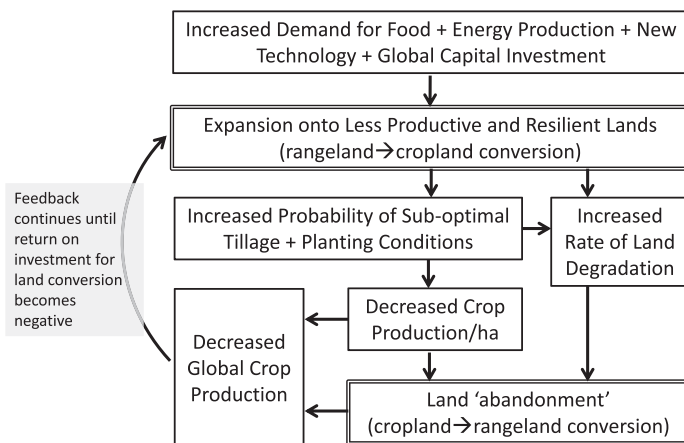 Increased Demand for Food + Energy Production + New
Technology + Global Capital Investment
Expansion onto Less Productive and Resilient Lands
(rangeland→cropland conversion)
Feedback
continues until
return on
investment for
land conversion
becomes
negative
Increased Probability of Sub-optimal
Tillage + Planting Conditions
Increased
Rate of Land
Degradation
Decreased Crop
Production/ha
Decreased
Global Crop
Production
Land ‘abandonment’
(cropland→rangeland conversion)